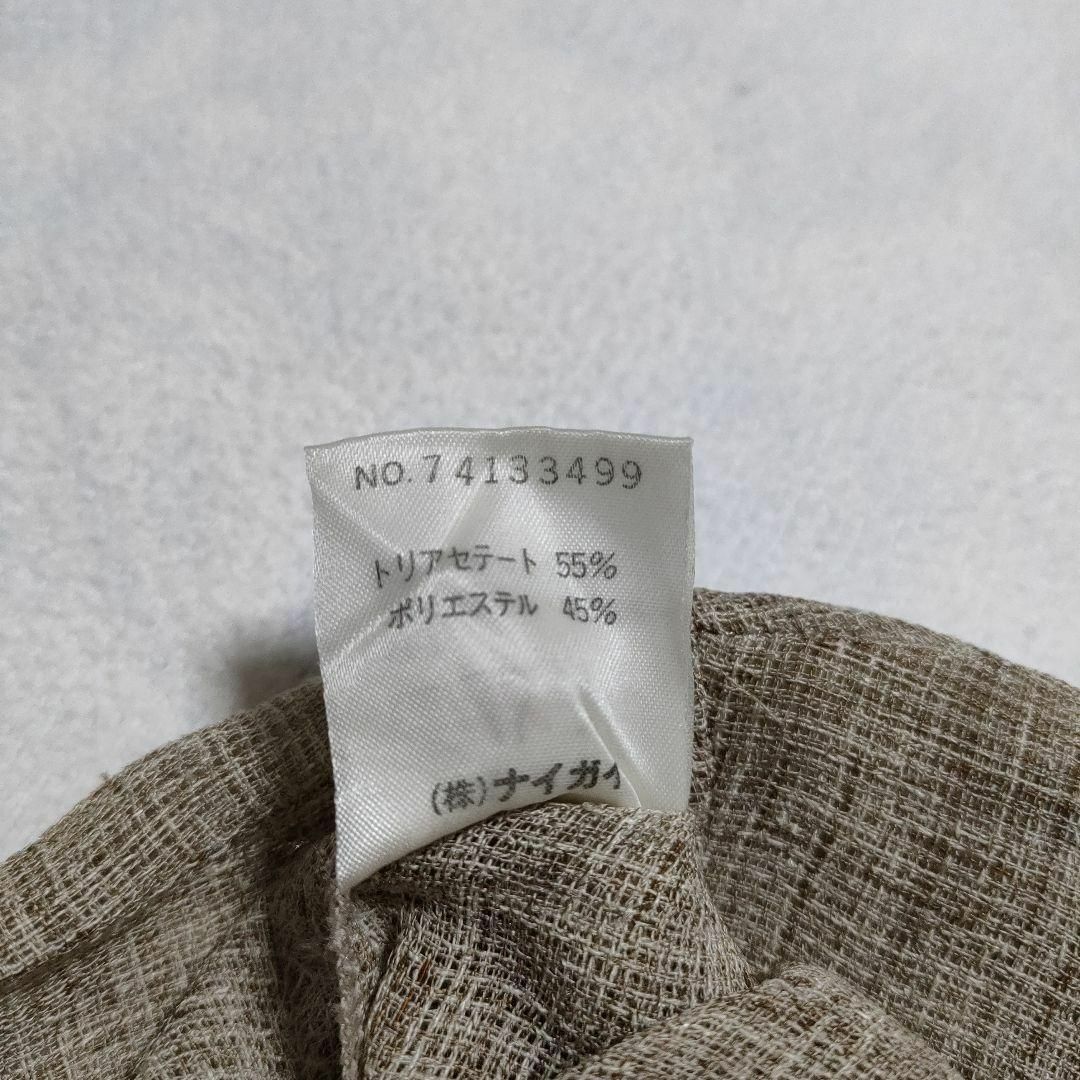 NO.74133499
トリアセテート 55%
ポリエステル 45%
(株)ナイガイ